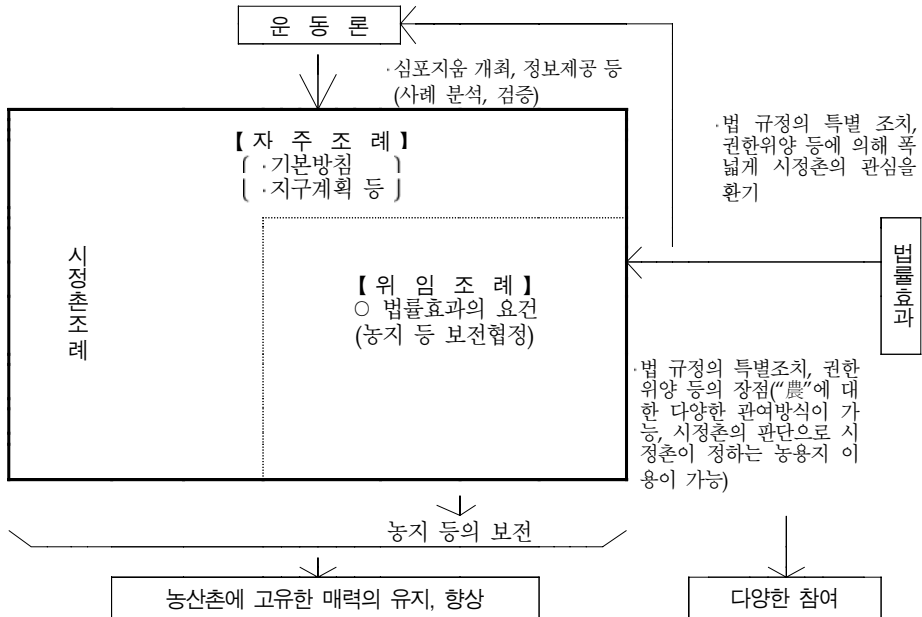 운 동 론
·심포지움 개최, 정보제공 등
(사례 분석, 검증)
【 자 주 조 례 】
·기본방침
·지구계획 등
·법 규정의 특별 조치,
권한위양 등에 의해 폭
넓게 시정촌의 관심을
환기
시정촌조례
【 위 임 조 례 】
○ 법률효과의 요건
(농지 등 보전협정)
법률효과
·법 규정의 특별조치, 권한
위양 등의 장점(“農”에 대
한 다양한 관여방식이 가
능, 시정촌의 판단으로 시
정촌이 정하는 농용지 이
용이 가능)
농지 등의 보전
농산촌에 고유한 매력의 유지, 향상
다양한 참여